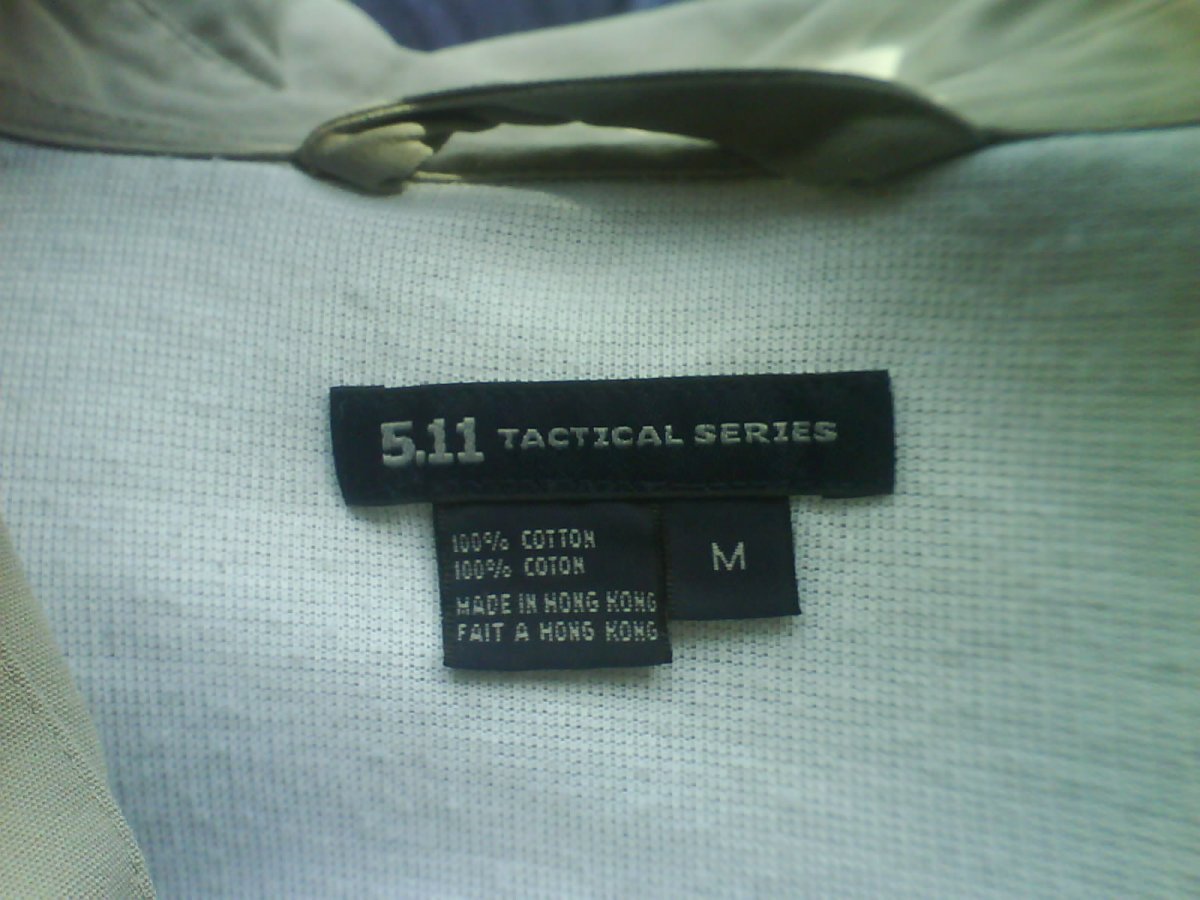 5.11 TACTICAL SERIES
100% COTTON
100% COTON
MADE IN HONG KONG
FAIT A HONG KONG
M